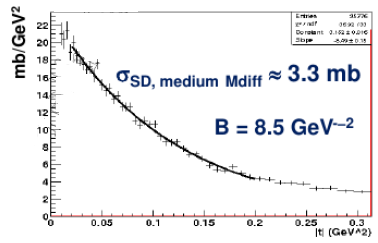 mb/GeV²
Entries
Constant
Slope
σSD, medium Mdiff ≈ 3.3 mb
B = 8.5 GeV−2
22
20
18
16
14
12
10
8
6
4
2
0
0 0.05 0.1 0.15 0.2 0.25 0.3
|t| (GeV^2)